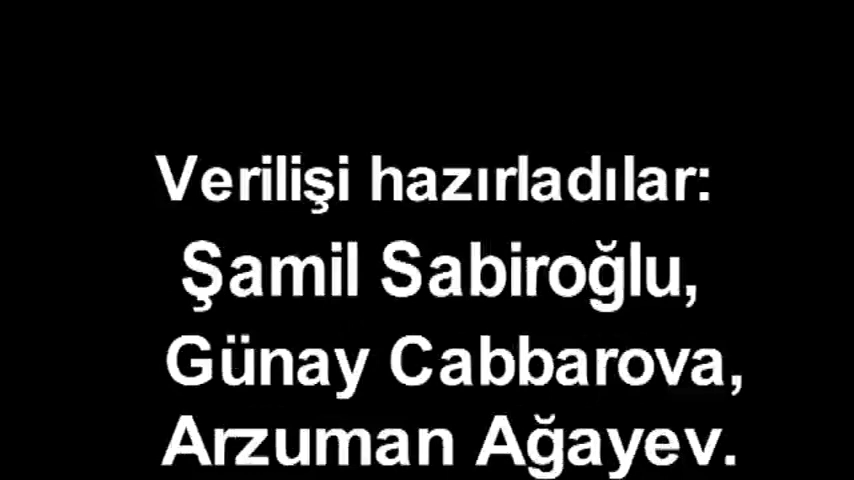 Verilişi hazırladılar:
Şamil Sabiroğlu,
Günay Cabbarova,
Arzuman Ağayev.